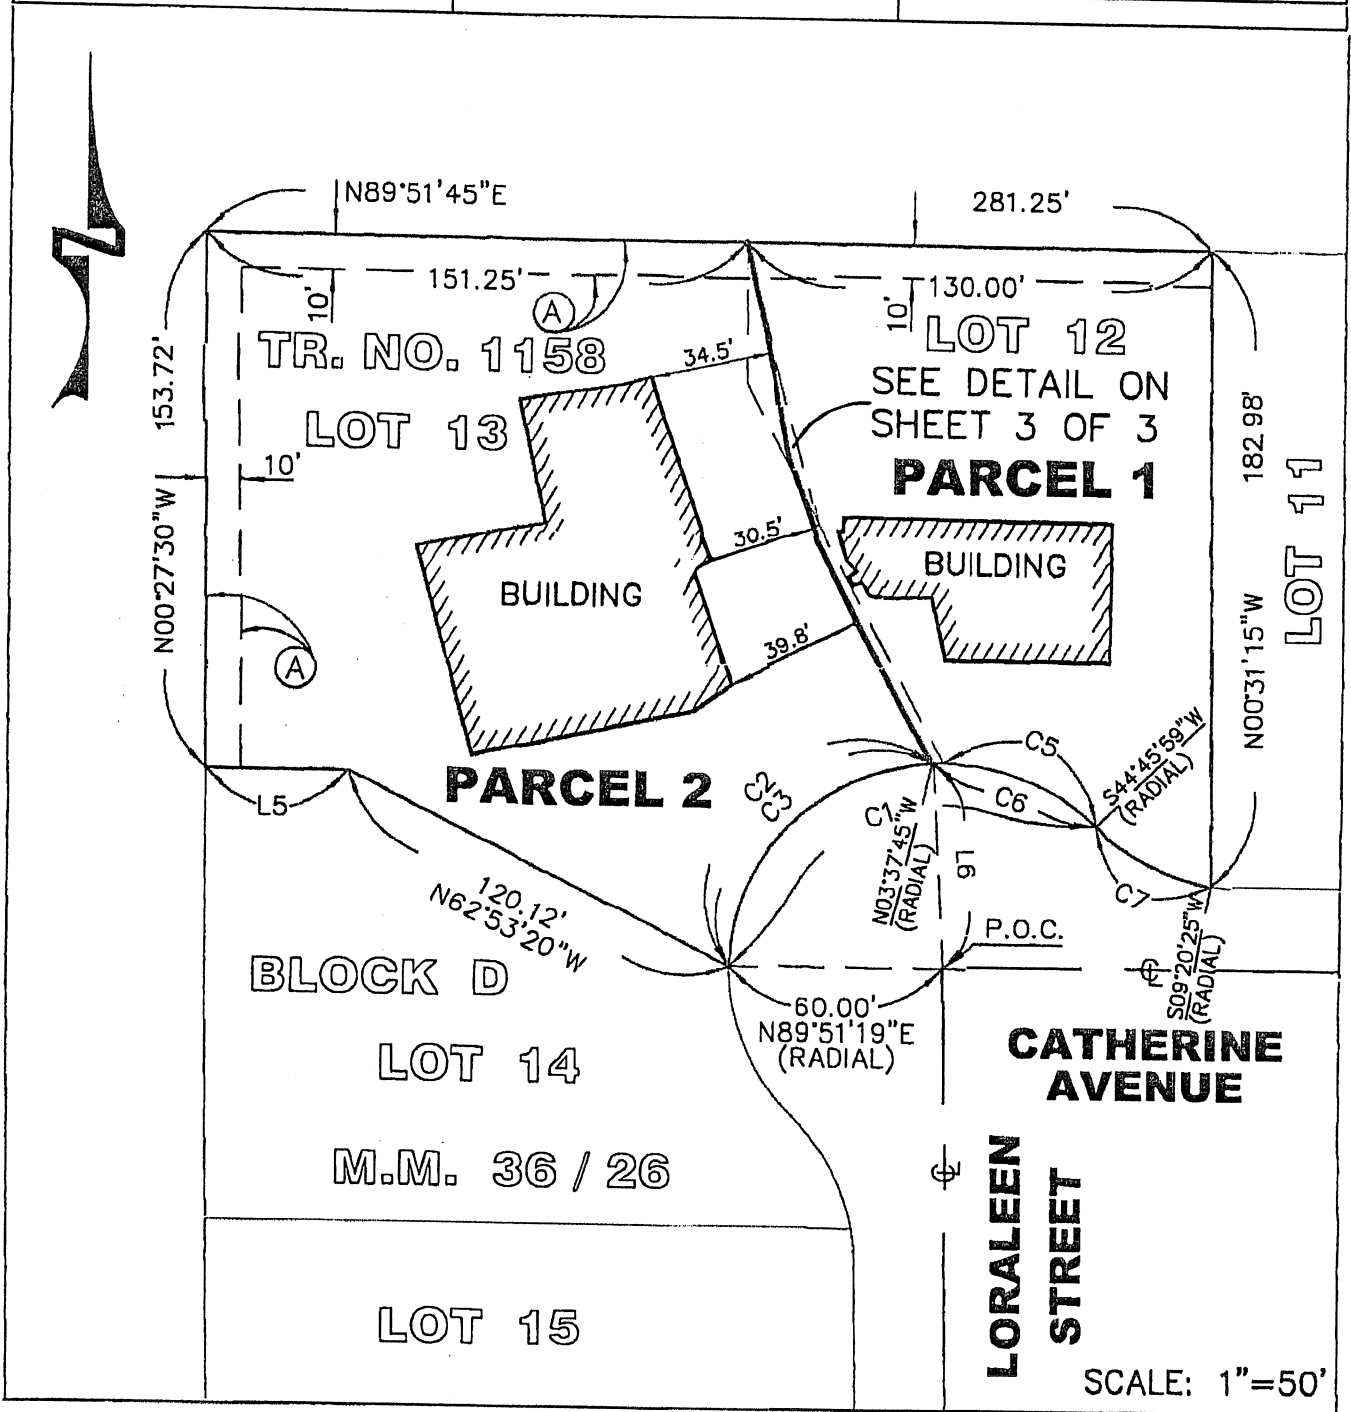 N89°51'45"E
281.25'
151.25'
130.00'
10'
10'
A
TR. NO. 1158
LOT 12
34.5'
SEE DETAIL ON
SHEET 3 OF 3
153.72'
182.98'
LOT 13
10'
PARCEL 1
LOT 11
30.5'
BUILDING
BUILDING
N00°27'30"W
N00°31'15"W
39.8'
A
C5
S44°45'59"W
(RADIAL)
PARCEL 2
C2
C3
C1
C6
L5
N03°37'45"W
(RADIAL)
L6
C7
120.12'
N62°53'20"W
P.O.C.
S09°20'25"W
(RADIAL)
BLOCK D
60.00'
N89°51'19"E
(RADIAL)
CATHERINE
AVENUE
LOT 14
M.M. 36 / 26
LORALEEN
STREET
LOT 15
SCALE: 1"=50'